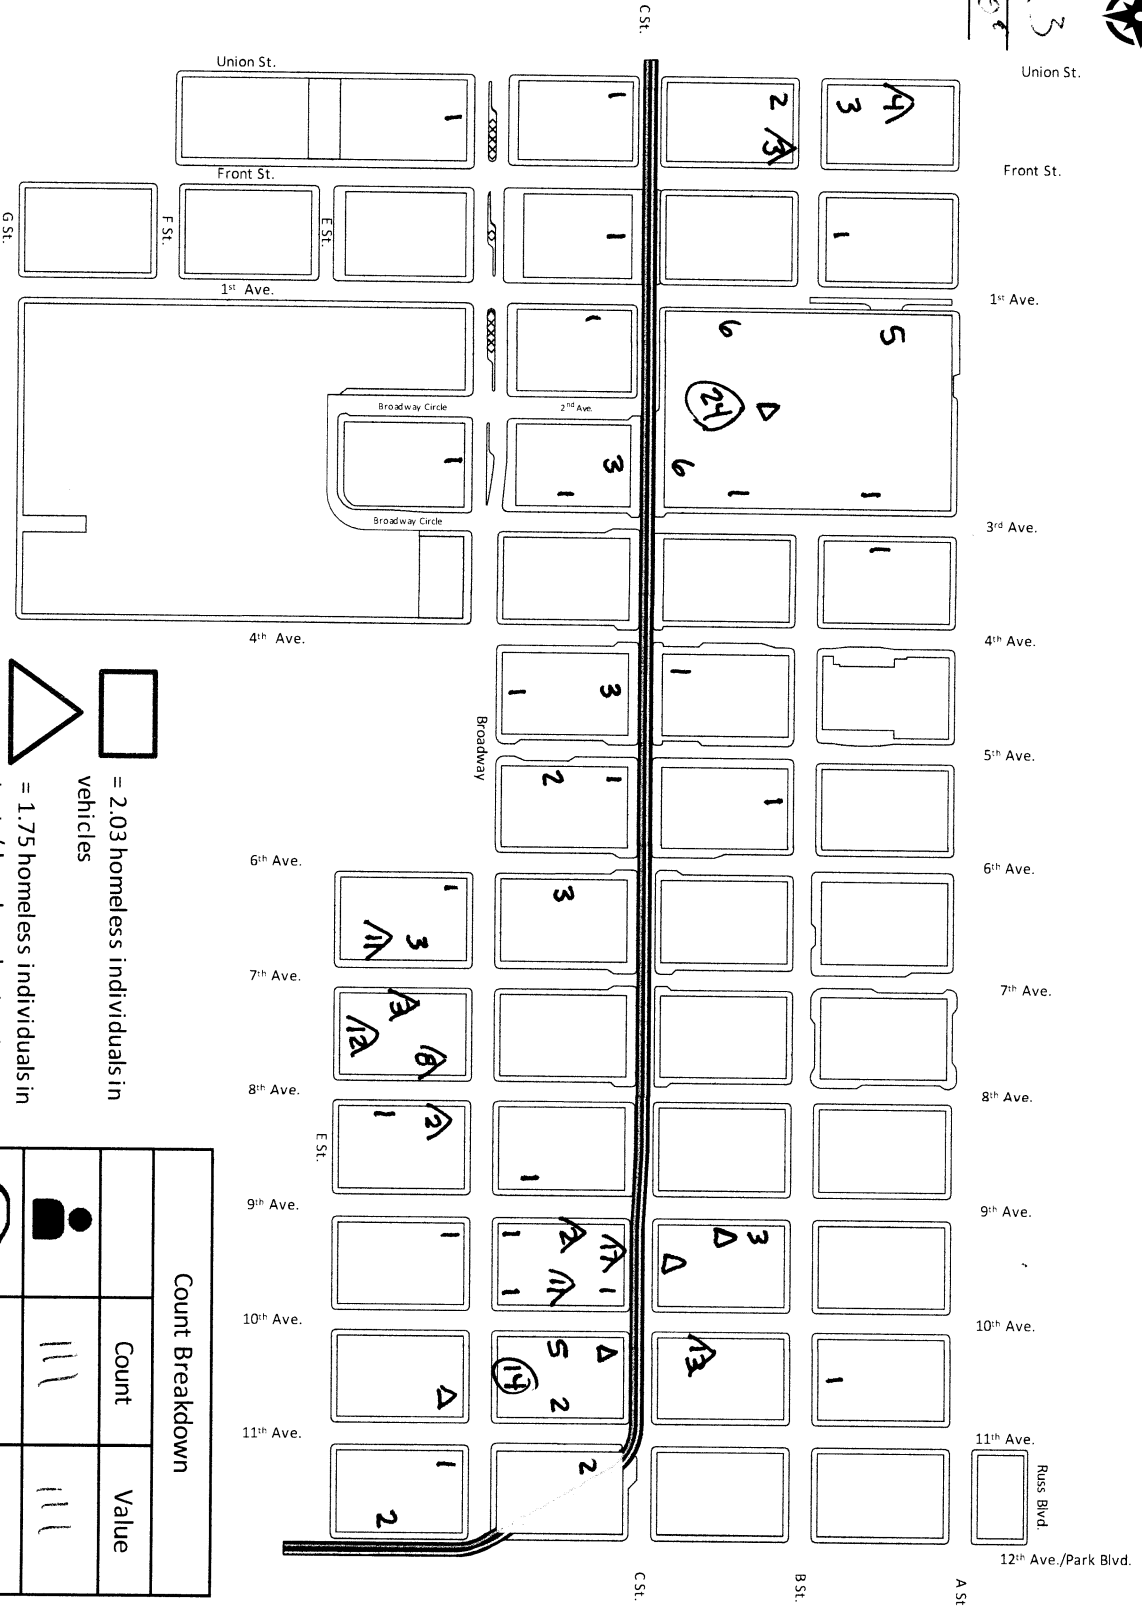 3
C St.
Union St.
Union St.
1
1
2
3
3
4
Front St.
Front St.
G St.
F St.
E St.
1
1
1st Ave.
1st Ave.
1
6
5
24
Broadway Circle
2nd Ave.
1
3
1
6
1
1
Broadway Circle
3rd Ave.
1
4th Ave.
4th Ave.
1
3
1
Broadway
5th Ave.
2
1
1
6th Ave.
6th Ave.
1
3
11
3
7th Ave.
7th Ave.
3
12
8
8th Ave.
8th Ave.
1
2
1
E St.
9th Ave.
9th Ave.
1
1
2
17
11
1
1
3
10th Ave.
10th Ave.
5
14
2
13
1
11th Ave.
11th Ave.
1
2
2
Russ Blvd.
12th Ave./Park Blvd.
C St.
B St.
A St
= 2.03 homeless individuals in
vehicles
= 1.75 homeless individuals in
Count Breakdown
Count
Value
111
111